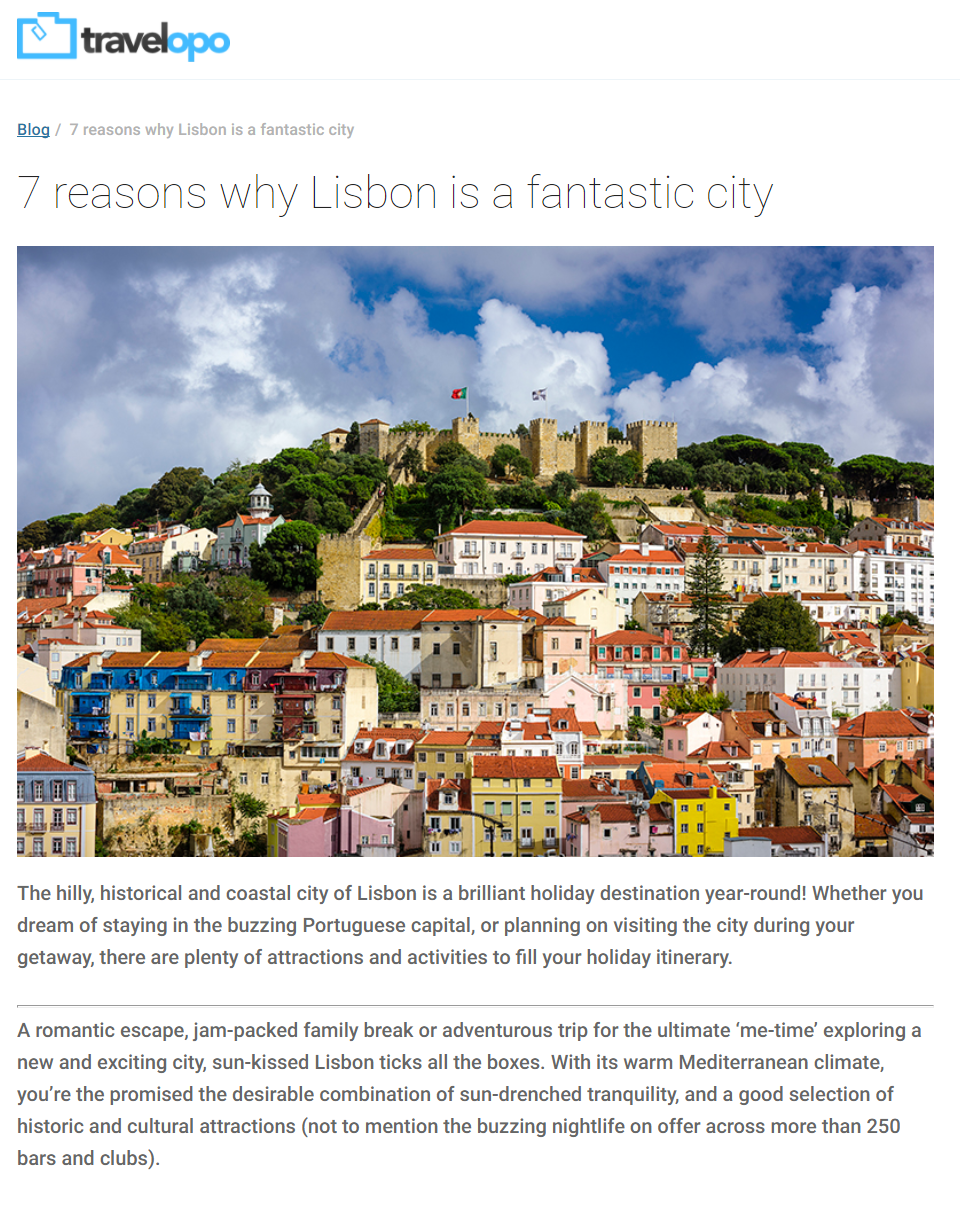 travelopo
Blog / 7 reasons why Lisbon is a fantastic city
7 reasons why Lisbon is a fantastic city
The hilly, historical and coastal city of Lisbon is a brilliant holiday destination year-round! Whether you
dream of staying in the buzzing Portuguese capital, or planning on visiting the city during your
getaway, there are plenty of attractions and activities to fill your holiday itinerary.
A romantic escape, jam-packed family break or adventurous trip for the ultimate ‘me-time’ exploring a
new and exciting city, sun-kissed Lisbon ticks all the boxes. With its warm Mediterranean climate,
you’re the promised the desirable combination of sun-drenched tranquility, and a good selection of
historic and cultural attractions (not to mention the buzzing nightlife on offer across more than 250
bars and clubs).